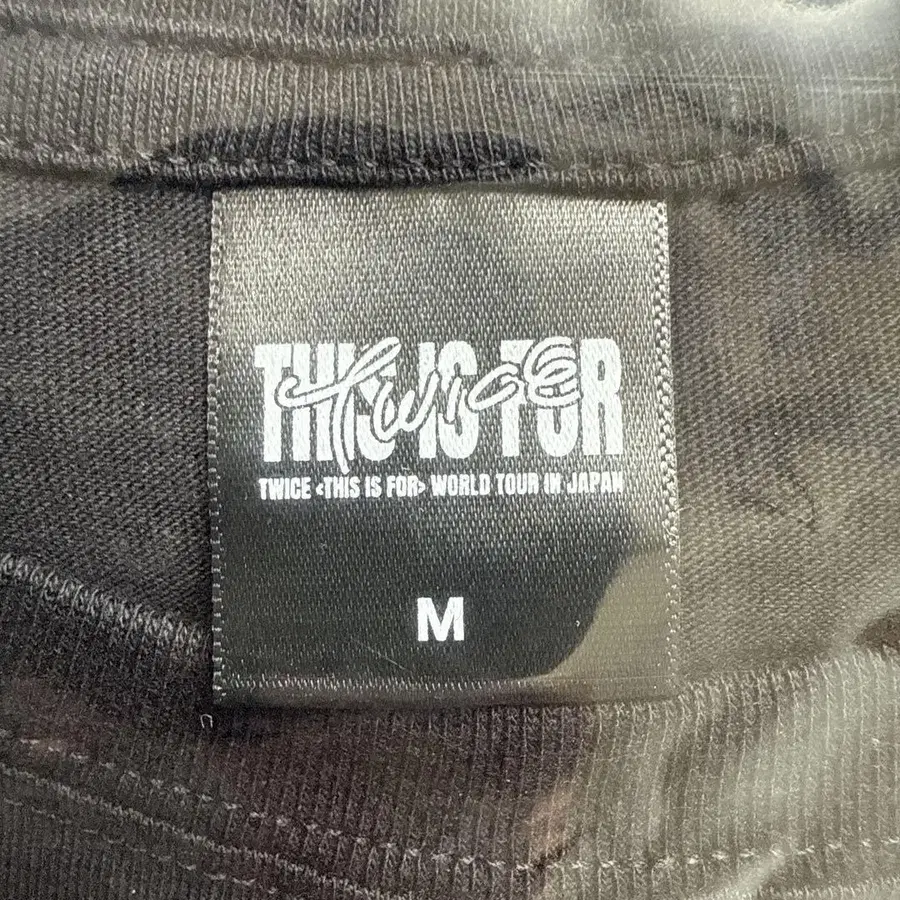 THIS IS FOR
Twice
TWICE <THIS IS FOR> WORLD TOUR IN JAPAN
M